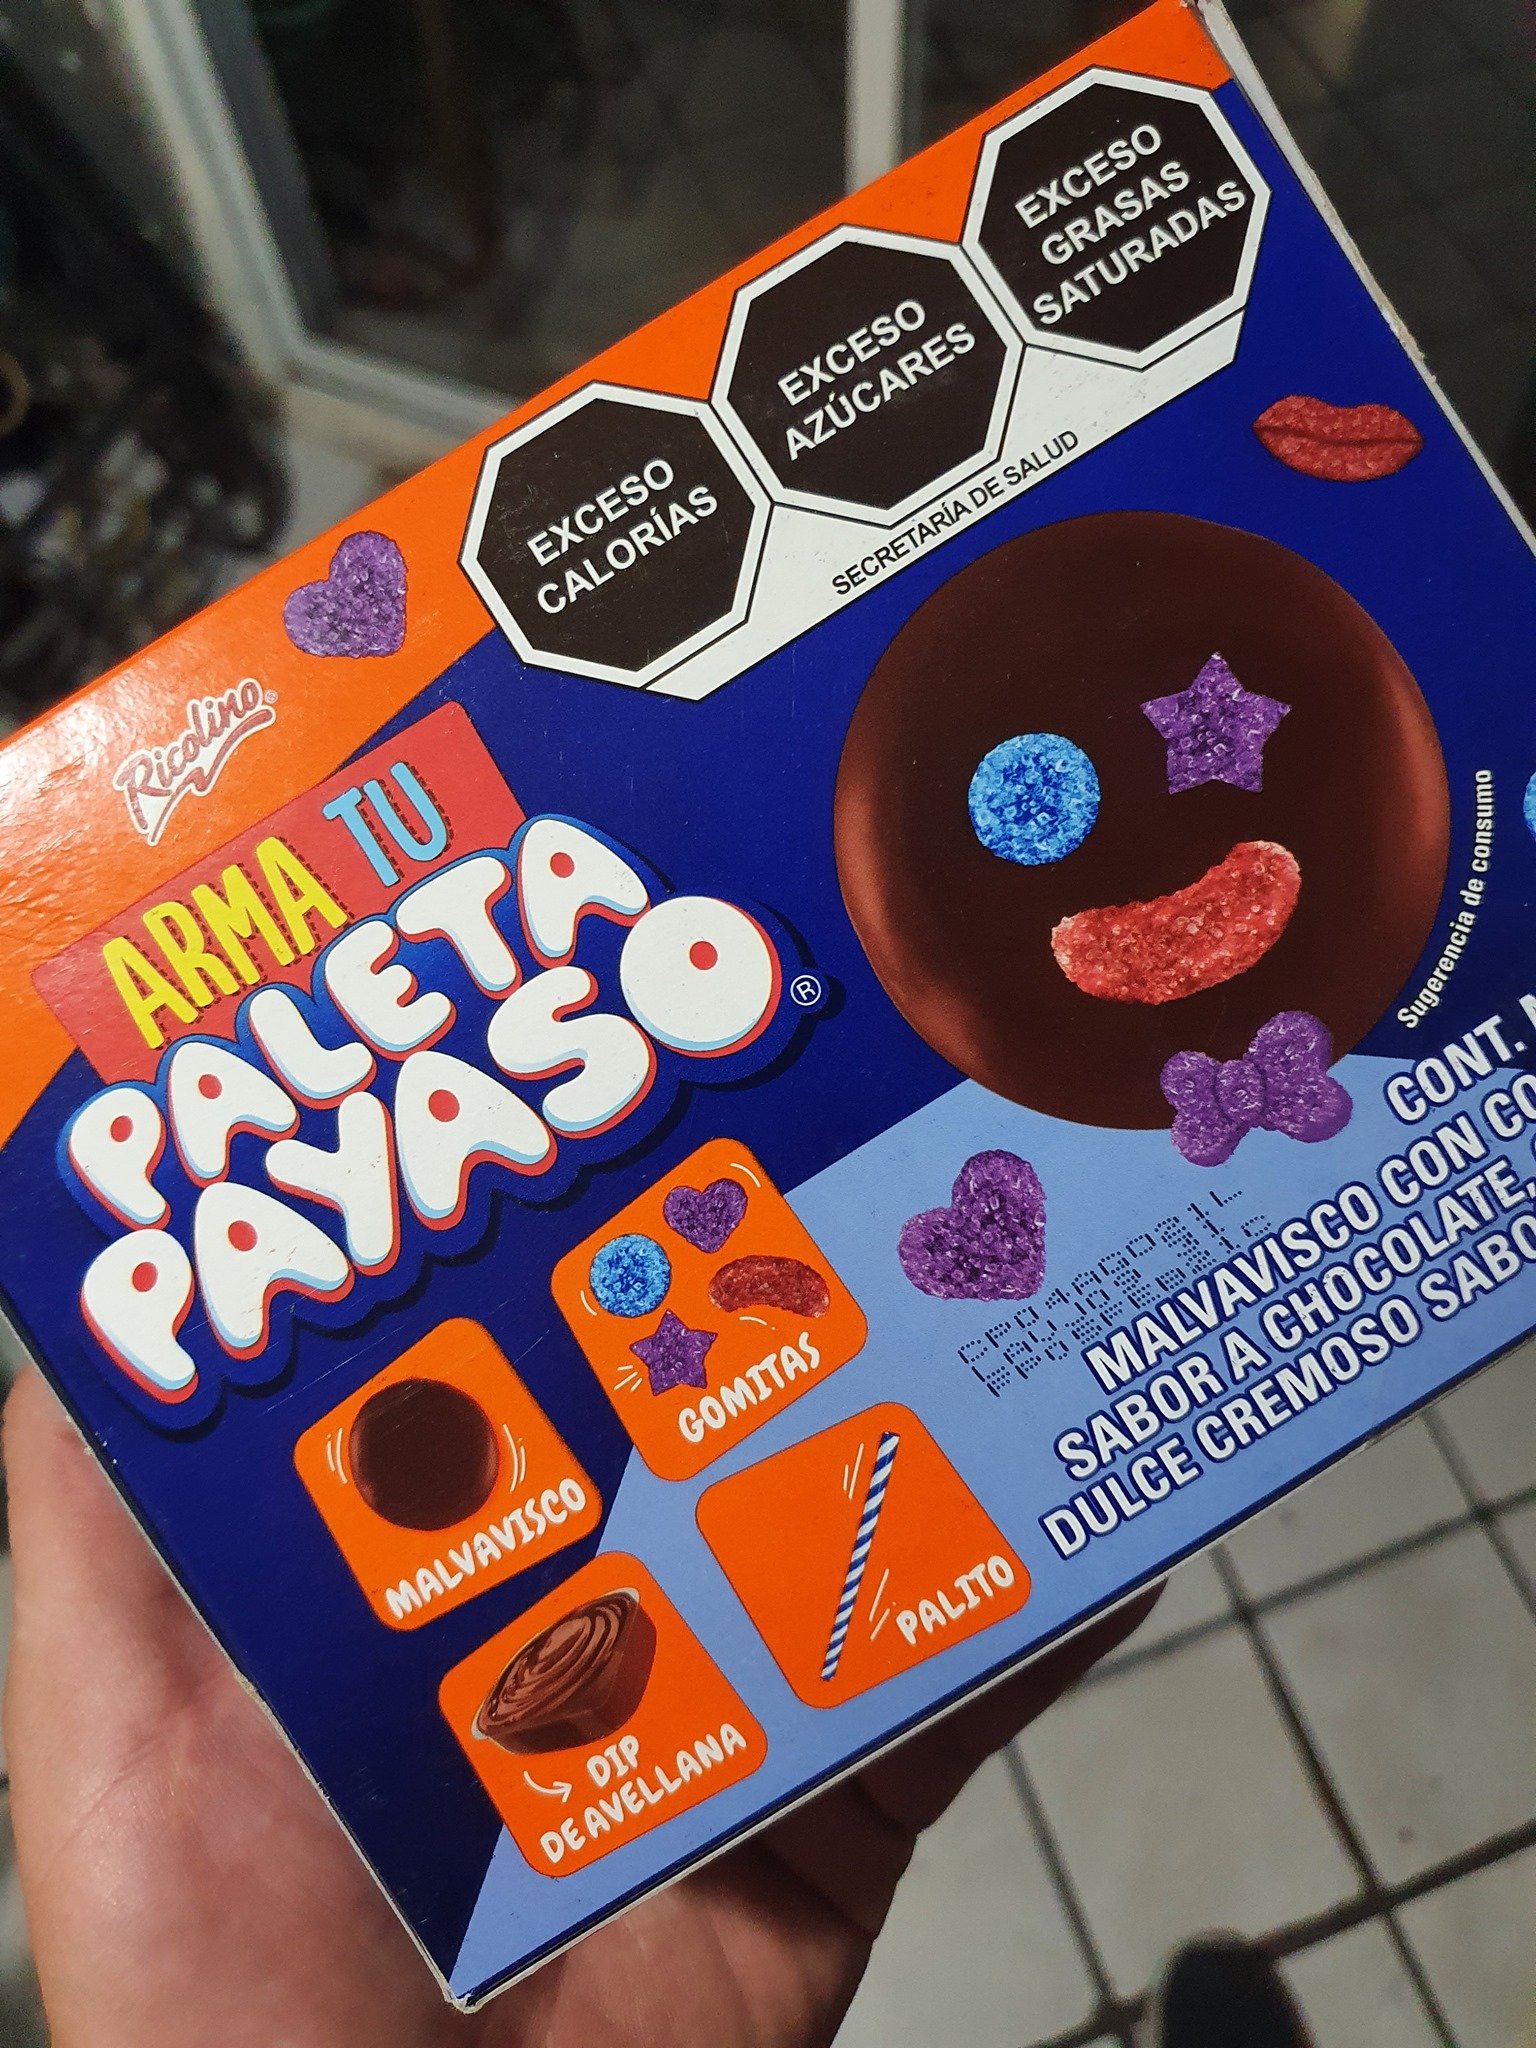 EXCESO
CALORÍAS
EXCESO
AZÚCARES
EXCESO
GRASAS
SATURADAS
SECRETARÍA DE SALUD
Ricolino®
ARMA TU
PALETA
PAYASO®
Sugerencia de consumo
GOMITAS
MALVAVISCO
PALITO
DIP
DE AVELLANA
CONT.
MALVAVISCO CON
SABOR A CHOCOLATE,
DULCE CREMOSO